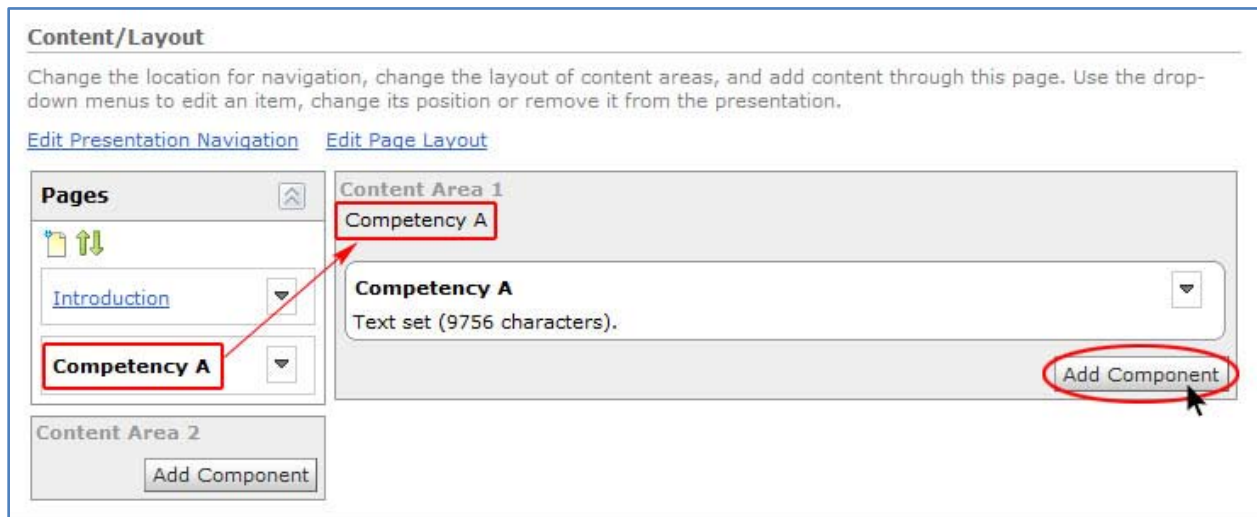 Content/Layout
Change the location for navigation, change the layout of content areas, and add content through this page. Use the drop-
down menus to edit an item, change its position or remove it from the presentation.
Edit Presentation Navigation Edit Page Layout
Pages
Introduction
Competency A
Content Area 2
Add Component
Content Area 1
Competency A
Competency A
Text set (9756 characters).
Add Component